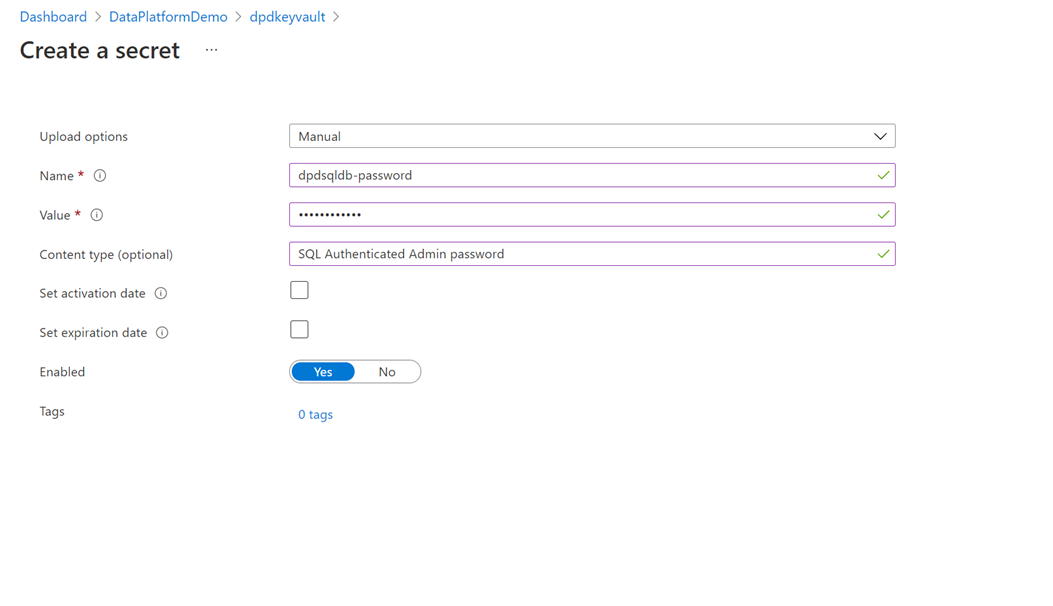 Dashboard > DataPlatformDemo > dpdkeyvault >
Create a secret ...
Upload options Manual
Name * dpdsqldb-password
Value * ••••••••••••
Content type (optional) SQL Authenticated Admin password
Set activation date
Set expiration date
Enabled Yes No
Tags 0 tags